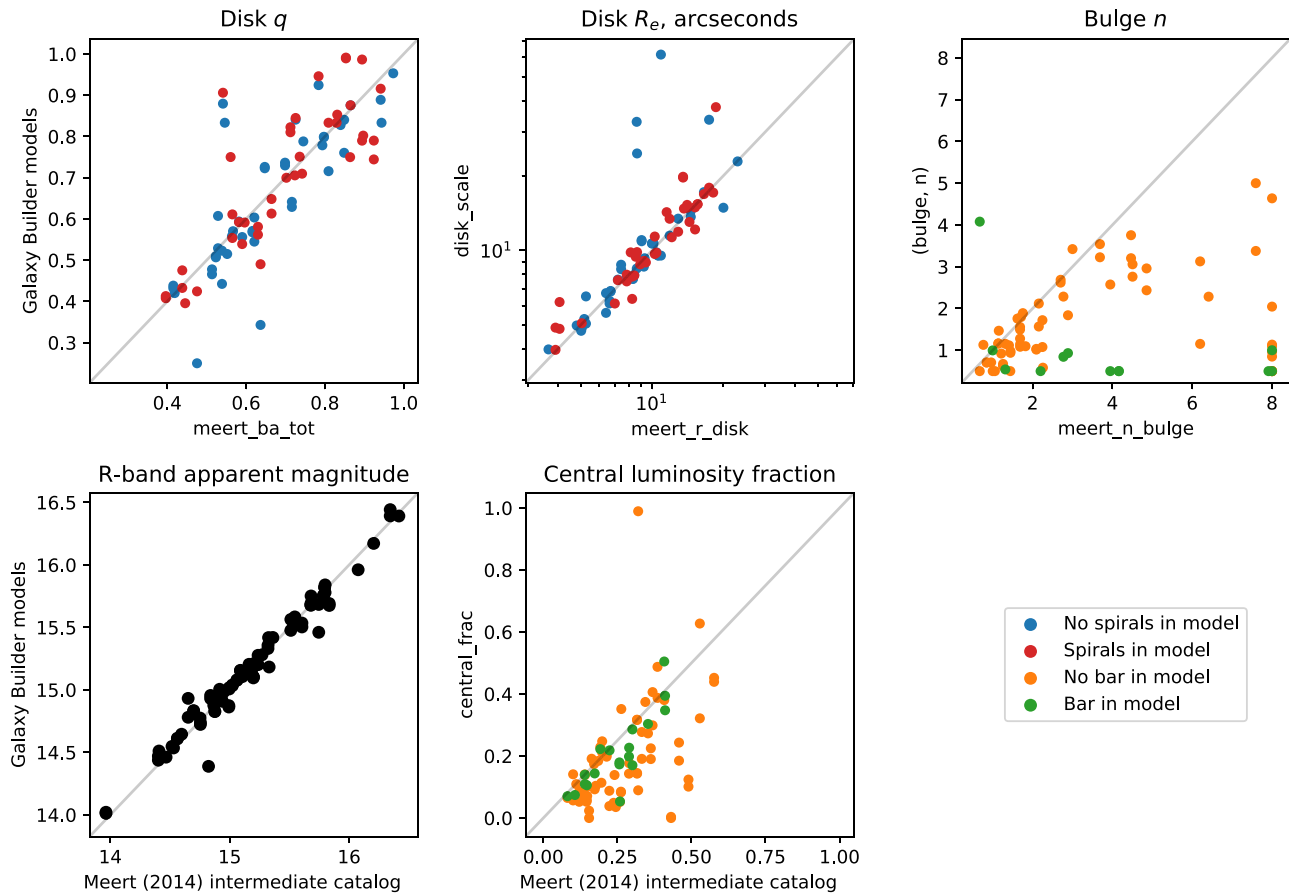 Disk q
1.0
0.9
0.8
0.7
0.6
0.5
0.4
0.3
Galaxy Builder models
0.4 0.6 0.8 1.0
meert_ba_tot
Disk Rₑ, arcseconds
disk_scale
10¹
10¹
meert_r_disk
Bulge n
8
7
6
5
4
3
2
1
(bulge, n)
2 4 6 8
meert_n_bulge
R-band apparent magnitude
16.5
16.0
15.5
15.0
14.5
14.0
Galaxy Builder models
14 15 16
Meert (2014) intermediate catalog
Central luminosity fraction
1.0
0.8
0.6
0.4
0.2
0.0
central_frac
0.00 0.25 0.50 0.75 1.00
Meert (2014) intermediate catalog
No spirals in model
Spirals in model
No bar in model
Bar in model